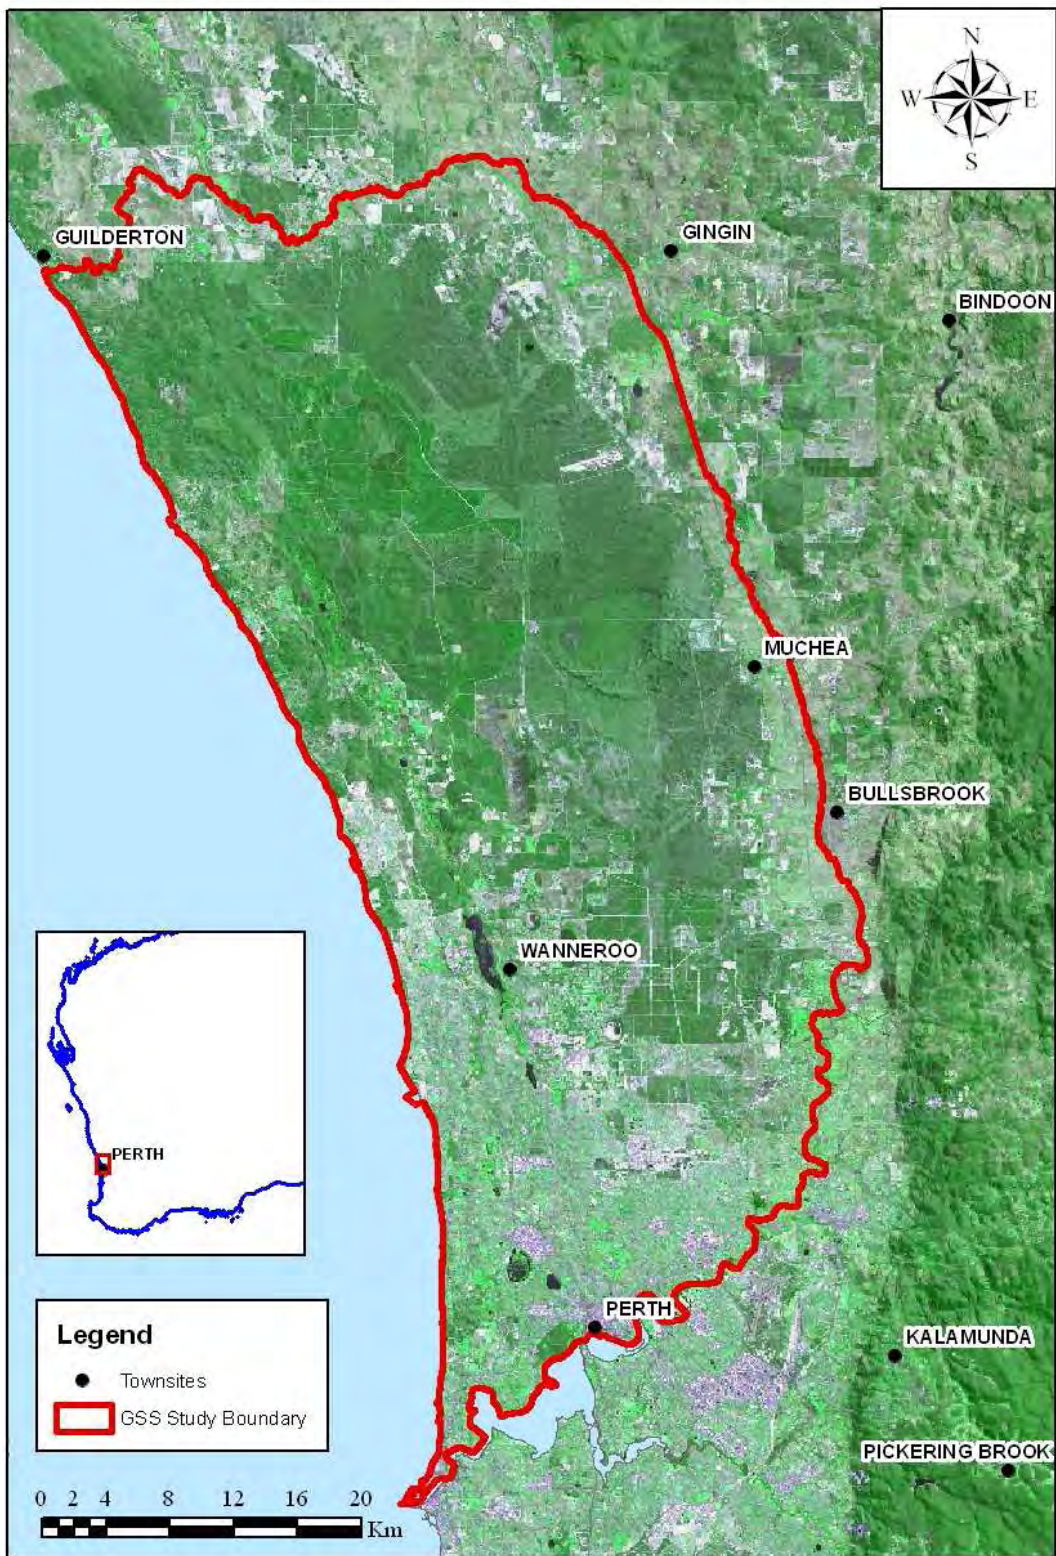 N
W E
S
GUILDERTON
GINGIN
BINDOON
MUCHEA
BULLSBROOK
WANNEROO
PERTH
PERTH
KALAMUNDA
PICKERING BROOK
Legend
Townsites
GSS Study Boundary
0 2 4 8 12 16 20
Km